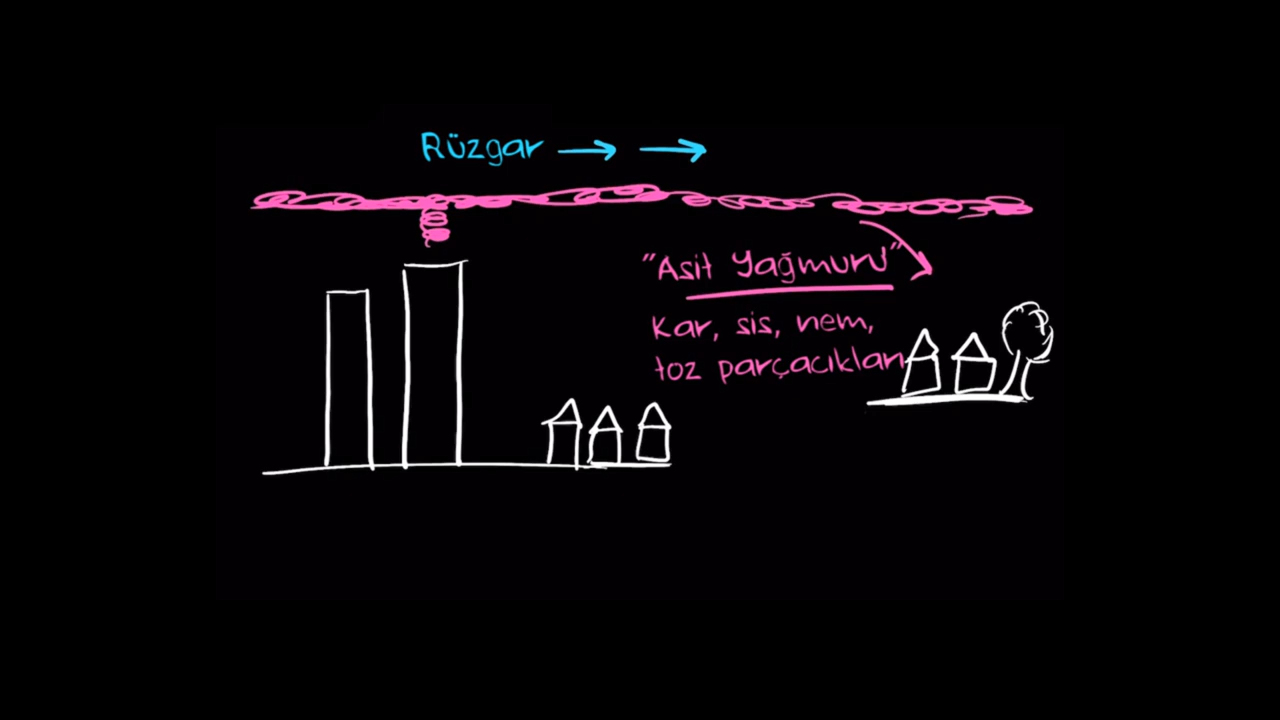 Rüzgar
"Asit Yağmuru"
Kar, sis, nem,
toz parçacıkları